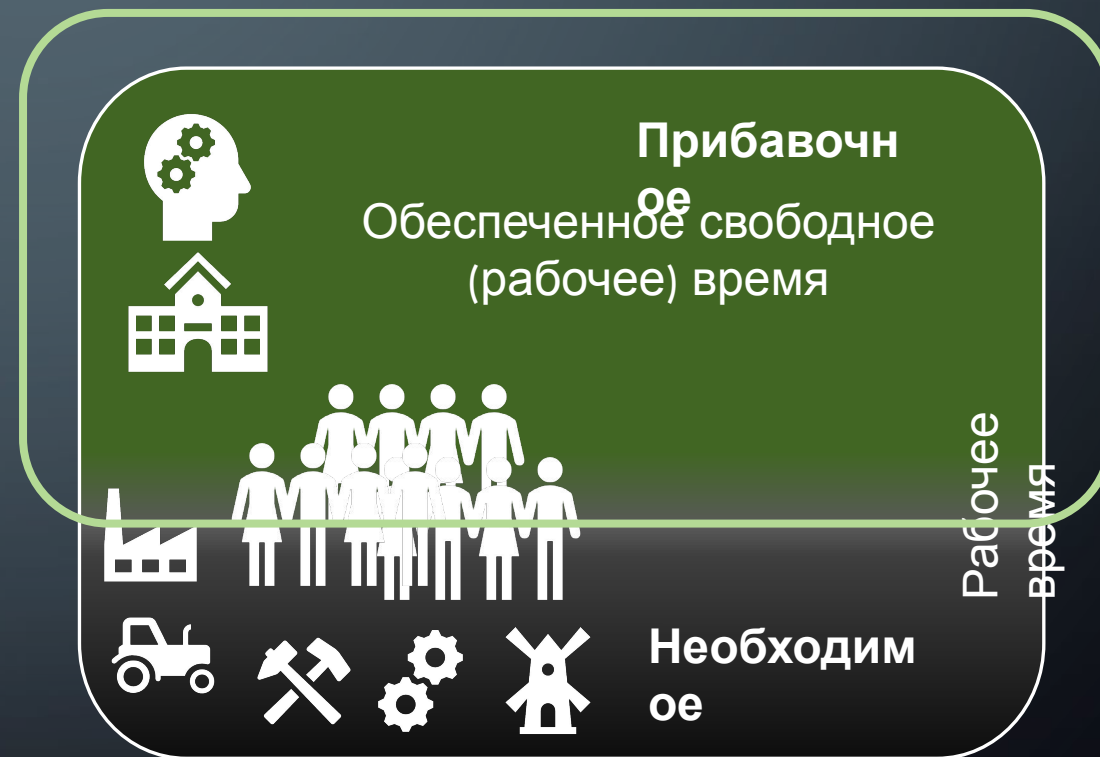 Прибавочн
ое
Обеспеченное свободное
(рабочее) время
Рабочее
время
Необходим
ое